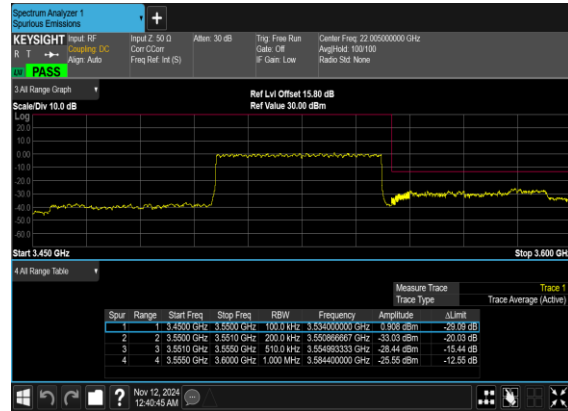 Spectrum Analyzer 1
Spurious Emissions
KEYSIGHT Input: RF Input Z: 50 Ω Atten: 30 dB Trig: Free Run Center Freq: 22.005000000 GHz
R T Coupling: DC Corr CCorr Gate: Off Avg|Hold: 100/100
Align: Auto Freq Ref: Int (S) IF Gain: Low Radio Std: None
LW PASS
3 All Range Graph
Ref Lvl Offset 15.80 dB
Scale/Div 10.0 dB Ref Value 30.00 dBm
Log
20.0
10.0
0.00
-10.0
-20.0
-30.0
-40.0
-50.0
-60.0
Start 3.450 GHz Stop 3.600 GHz
4 All Range Table
Measure Trace Trace 1
Trace Type Trace Average (Active)
Spur Range Start Freq Stop Freq RBW Frequency Amplitude ΔLimit
1 1 3.4500 GHz 3.5500 GHz 100.0 kHz 3.534000000 GHz 0.908 dBm -29.09 dB
2 2 3.5500 GHz 3.5510 GHz 200.0 kHz 3.550866667 GHz -33.03 dBm -20.03 dB
3 3 3.5510 GHz 3.5550 GHz 510.0 kHz 3.554993333 GHz -28.44 dBm -15.44 dB
4 4 3.5550 GHz 3.6000 GHz 1.000 MHz 3.584400000 GHz -25.55 dBm -12.55 dB
Nov 12, 2024
12:40:45 AM